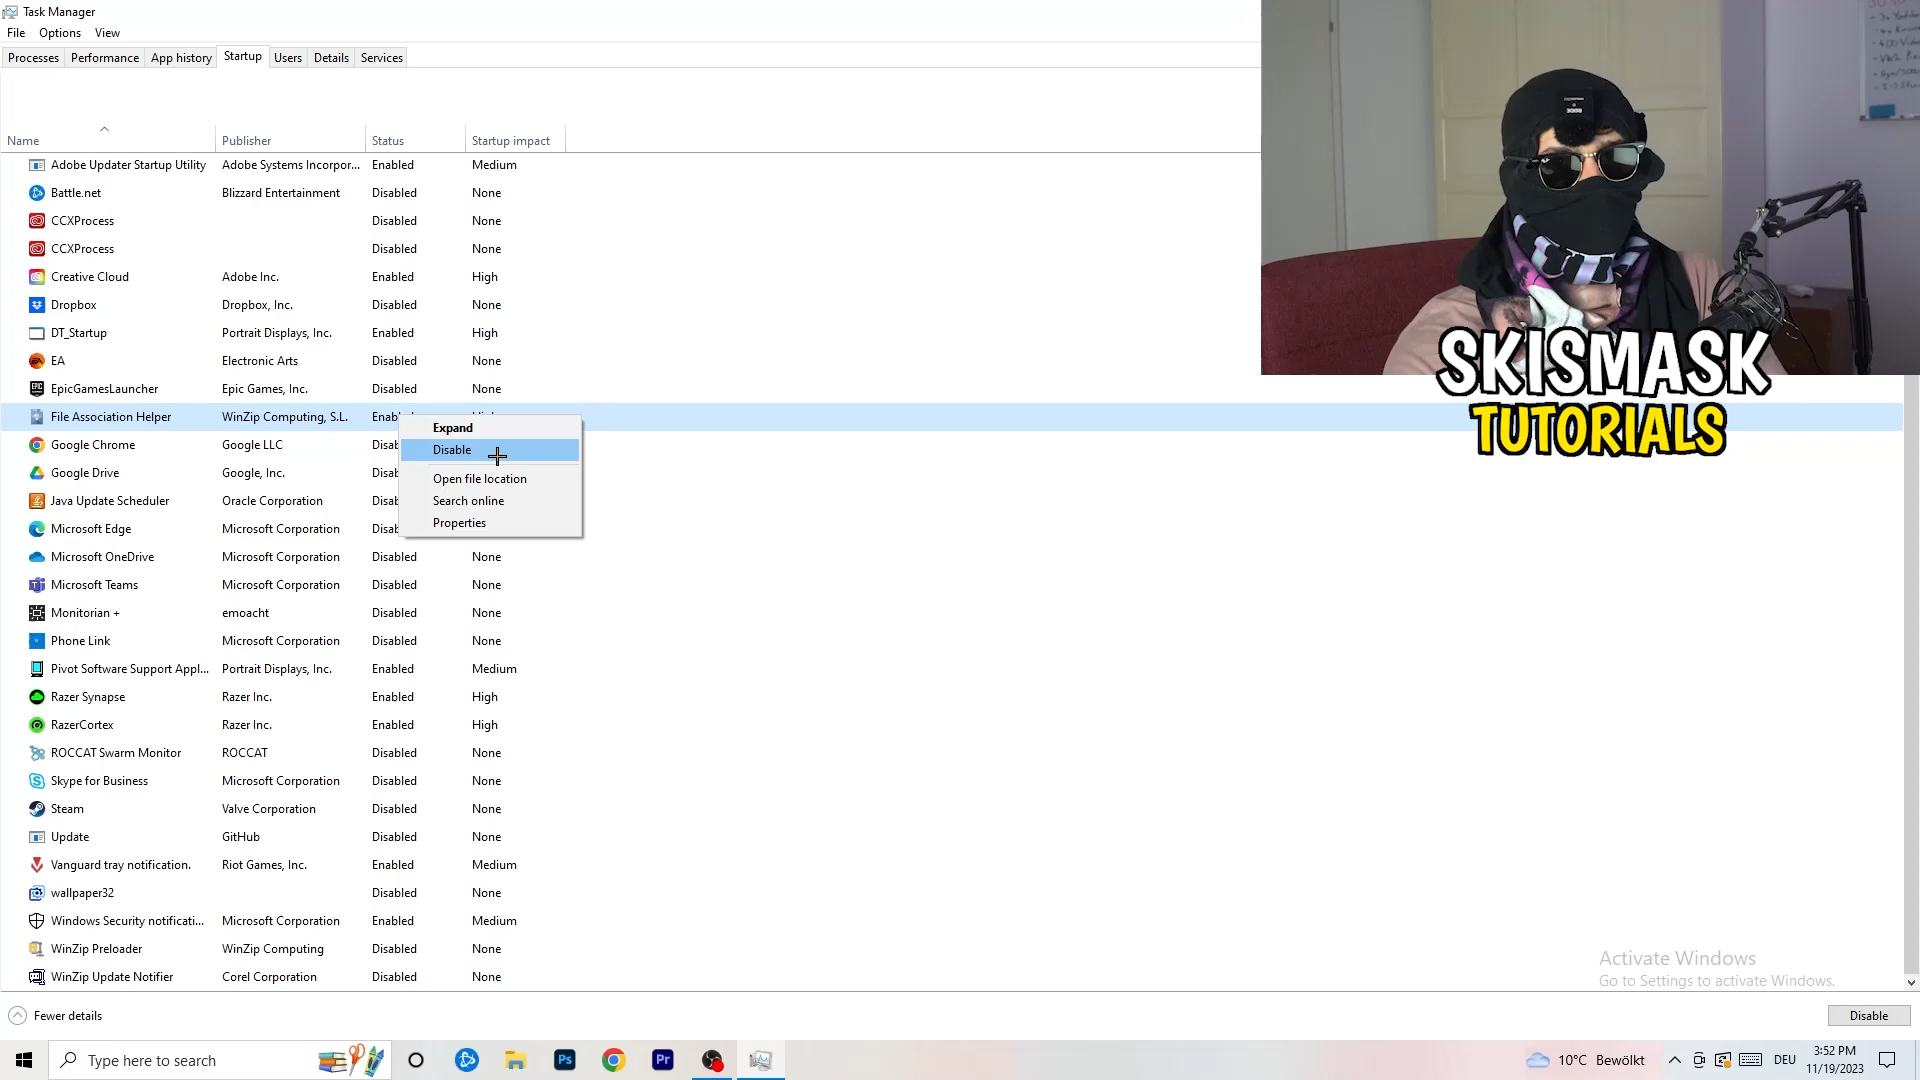 Task Manager
File Options View
Processes Performance App history Startup Users Details Services
Name Publisher Status Startup impact
Adobe Updater Startup Utility Adobe Systems Incorpor... Enabled Medium
Battle.net Blizzard Entertainment Disabled None
CCXProcess Disabled None
CCXProcess Disabled None
Creative Cloud Adobe Inc. Enabled High
Dropbox Dropbox, Inc. Disabled None
DT_Startup Portrait Displays, Inc. Enabled High
EA Electronic Arts Disabled None
EpicGamesLauncher Epic Games, Inc. Disabled None
File Association Helper WinZip Computing, S.L.
Google Chrome Google LLC
Google Drive Google, Inc.
Java Update Scheduler Oracle Corporation
Microsoft Edge Microsoft Corporation
Expand
Disable
Open file location
Search online
Properties
Microsoft OneDrive Microsoft Corporation Disabled None
Microsoft Teams Microsoft Corporation Disabled None
Monitorian + emoacht Disabled None
Phone Link Microsoft Corporation Disabled None
Pivot Software Support Appl... Portrait Displays, Inc. Enabled Medium
Razer Synapse Razer Inc. Enabled High
RazerCortex Razer Inc. Enabled High
ROCCAT Swarm Monitor ROCCAT Disabled None
Skype for Business Microsoft Corporation Disabled None
Steam Valve Corporation Disabled None
Update GitHub Disabled None
Vanguard tray notification. Riot Games, Inc. Enabled Medium
wallpaper32 Disabled None
Windows Security notificati... Microsoft Corporation Enabled Medium
WinZip Preloader WinZip Computing Disabled None
WinZip Update Notifier Corel Corporation Disabled None
SKISMASK
TUTORIALS
Activate Windows
Go to Settings to activate Windows.
Fewer details
Disable
Type here to search
Ps
Pr
10°C Bewölkt
DEU
3:52 PM
11/19/2023